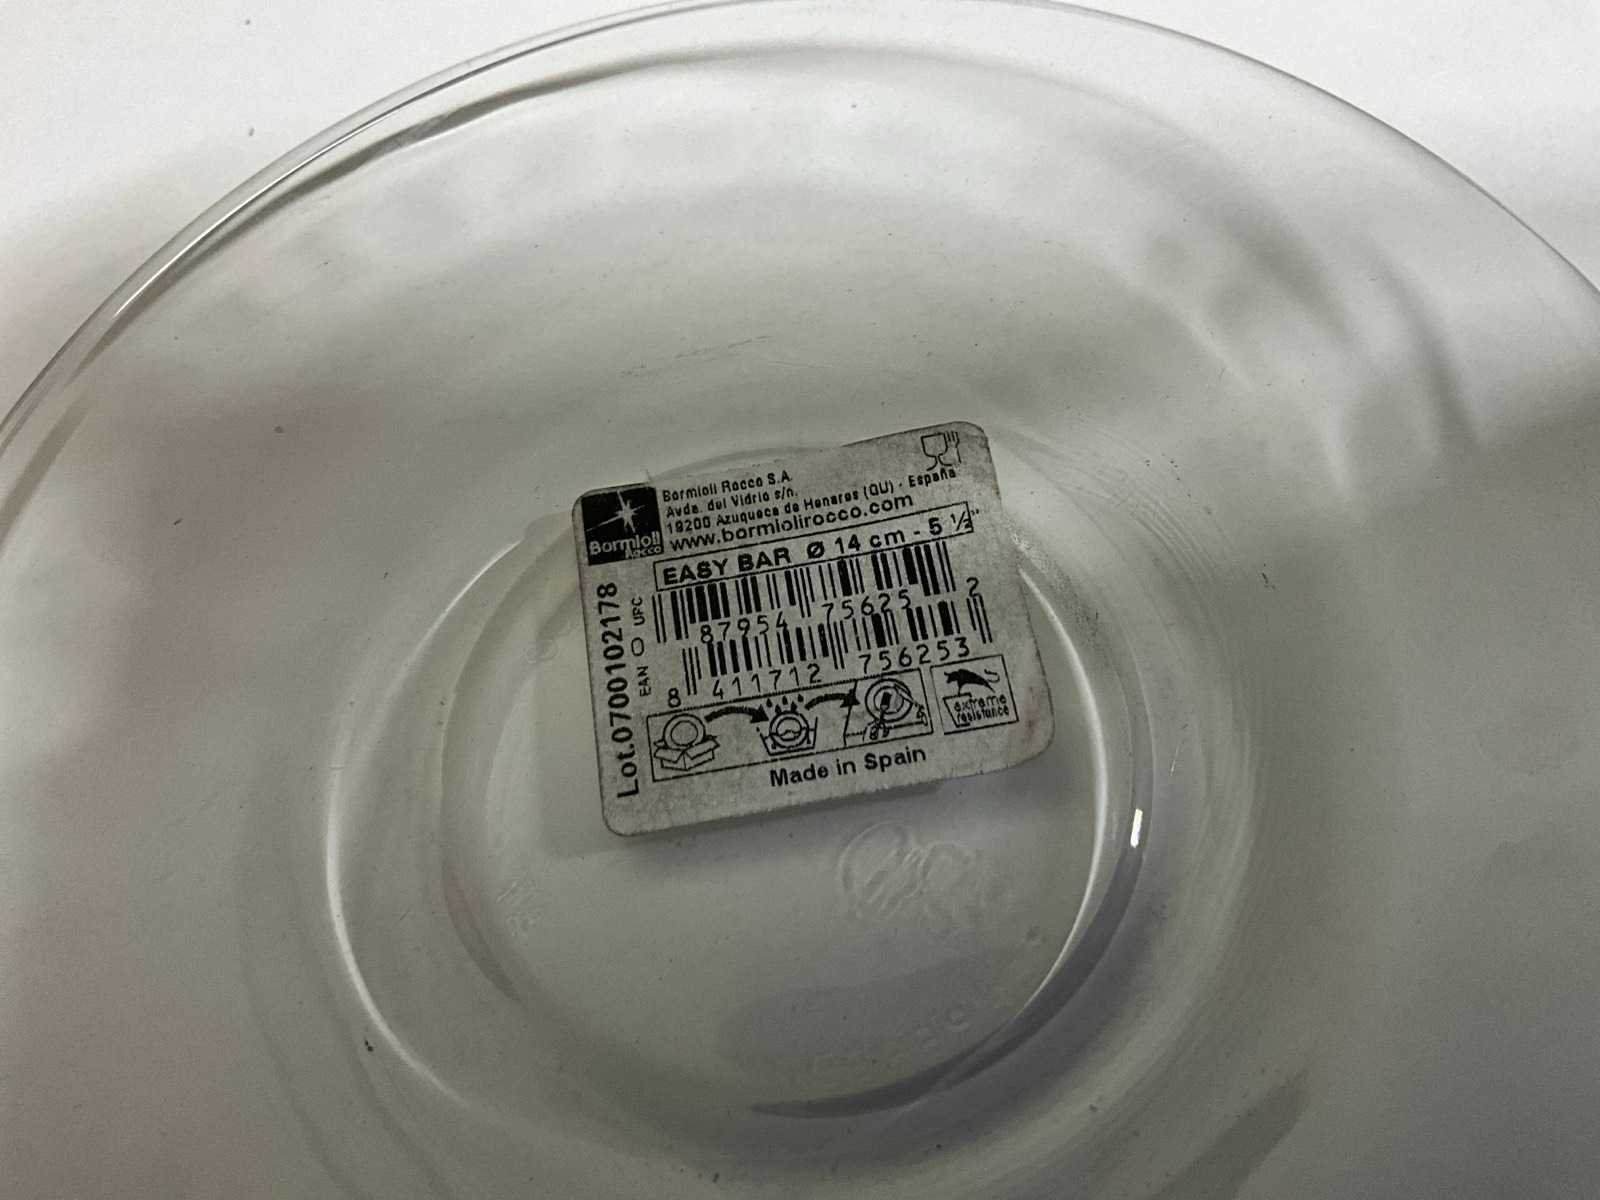 Bormioli Rocco S.A.
Avda. del Vidrio s/n.
19200 Azuqueca de Henares (GU) - España
www.bormiolirocco.com
Bormioli
Rocco
EASY BAR Ø 14 cm - 5 ½"
UPC
8 87954 75625 2
EAN
8 411712 756253
Lot.0700102178
extreme
resistance
Made in Spain